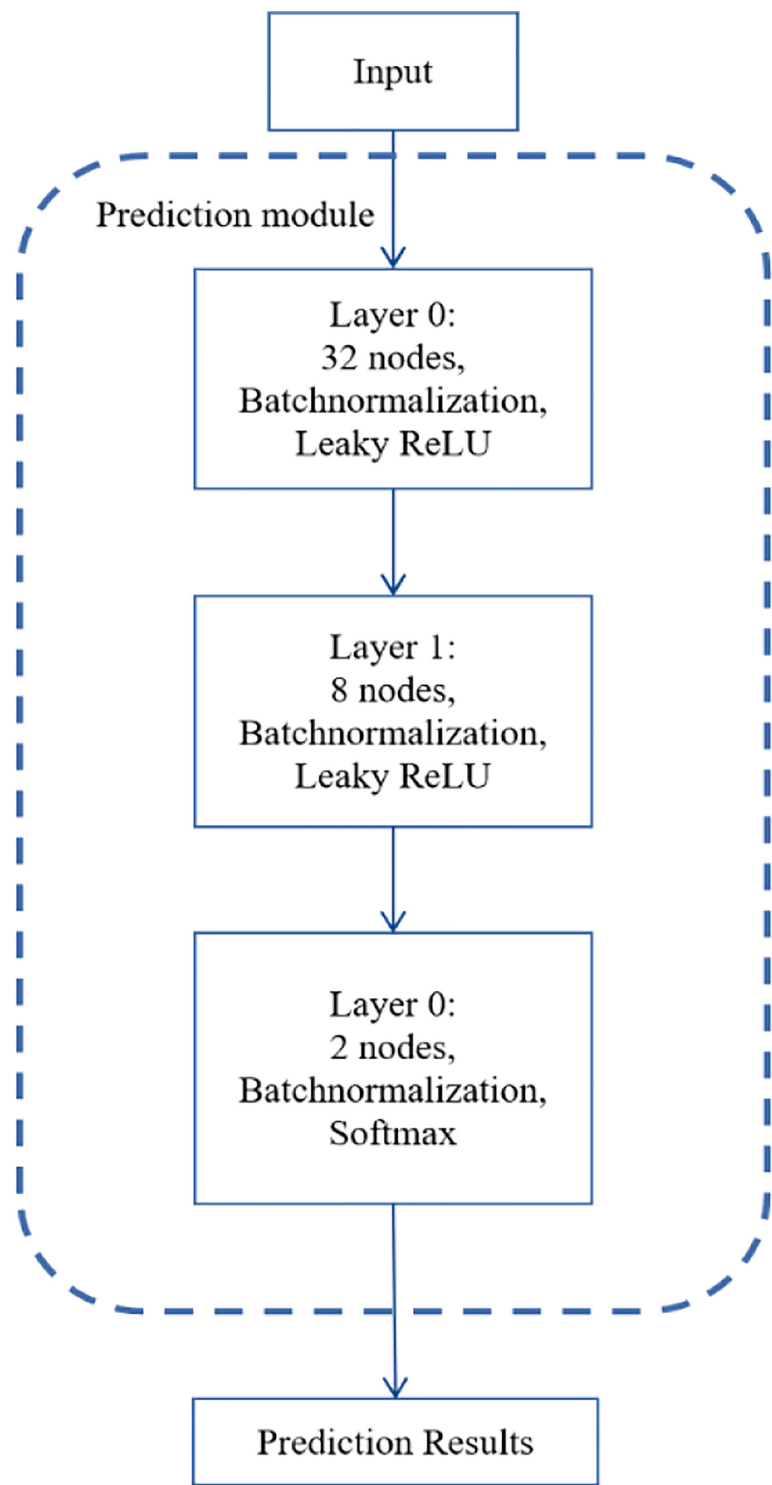 Input
Prediction module
Layer 0:
32 nodes,
Batchnormalization,
Leaky ReLU
Layer 1:
8 nodes,
Batchnormalization,
Leaky ReLU
Layer 0:
2 nodes,
Batchnormalization,
Softmax
Prediction Results